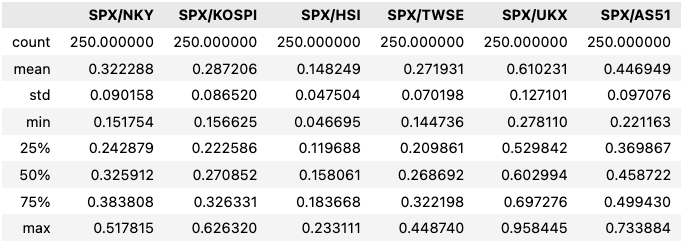 SPX/NKY SPX/KOSPI SPX/HSI SPX/TWSE SPX/UKX SPX/AS51
count 250.000000 250.000000 250.000000 250.000000 250.000000 250.000000
mean 0.322288 0.287206 0.148249 0.271931 0.610231 0.446949
std 0.090158 0.086520 0.047504 0.070198 0.127101 0.097076
min 0.151754 0.156625 0.046695 0.144736 0.278110 0.221163
25% 0.242879 0.222586 0.119688 0.209861 0.529842 0.369867
50% 0.325912 0.270852 0.158061 0.268692 0.602994 0.458722
75% 0.383808 0.326331 0.183668 0.322198 0.697276 0.499430
max 0.517815 0.626320 0.233111 0.448740 0.958445 0.733884